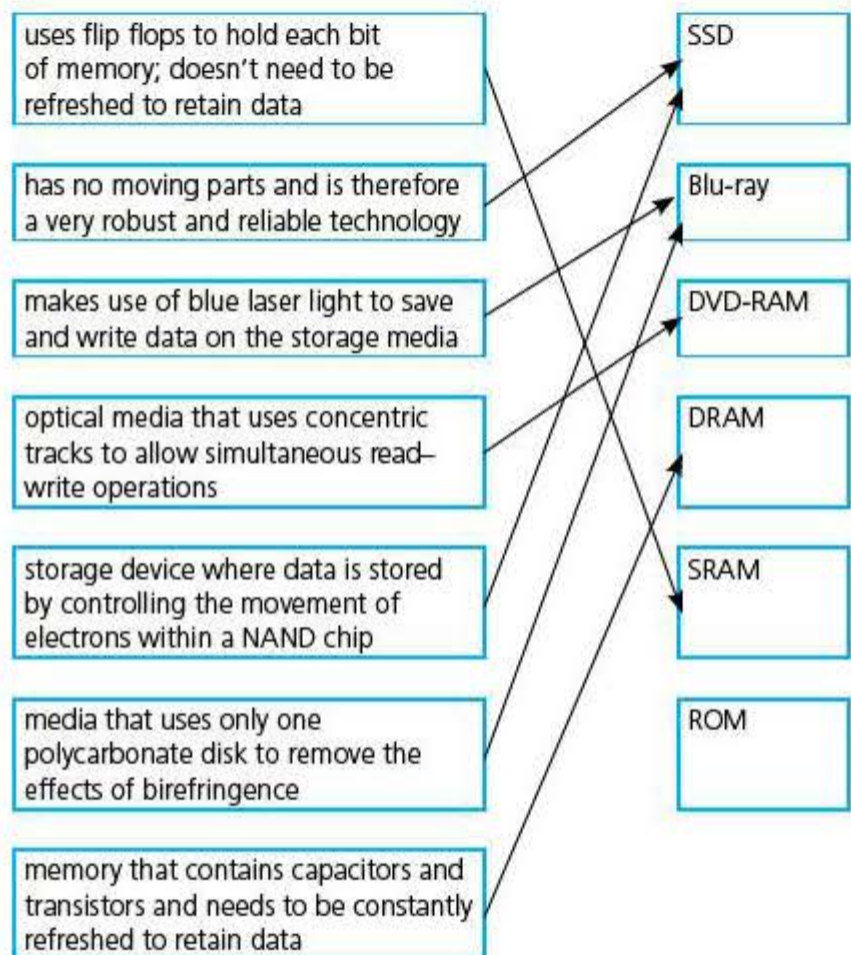 uses flip flops to hold each bit
of memory; doesn't need to be
refreshed to retain data
has no moving parts and is therefore
a very robust and reliable technology
makes use of blue laser light to save
and write data on the storage media
optical media that uses concentric
tracks to allow simultaneous read–
write operations
storage device where data is stored
by controlling the movement of
electrons within a NAND chip
media that uses only one
polycarbonate disk to remove the
effects of birefringence
memory that contains capacitors and
transistors and needs to be constantly
refreshed to retain data
SSD
Blu-ray
DVD-RAM
DRAM
SRAM
ROM